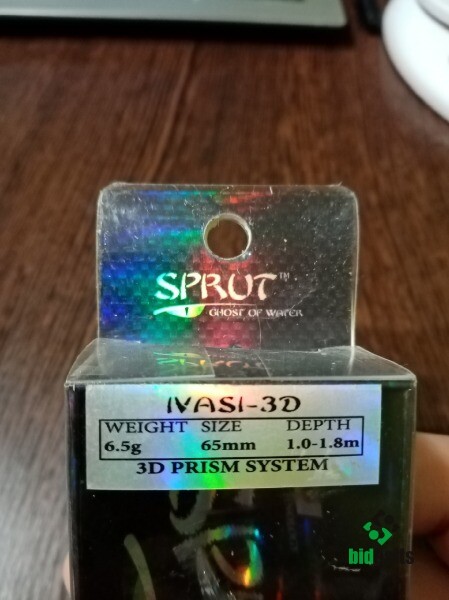 SPRUT™
GHOST OF WATER
IVASI-3D
WEIGHT SIZE DEPTH
6.5g 65mm 1.0-1.8m
3D PRISM SYSTEM
bid